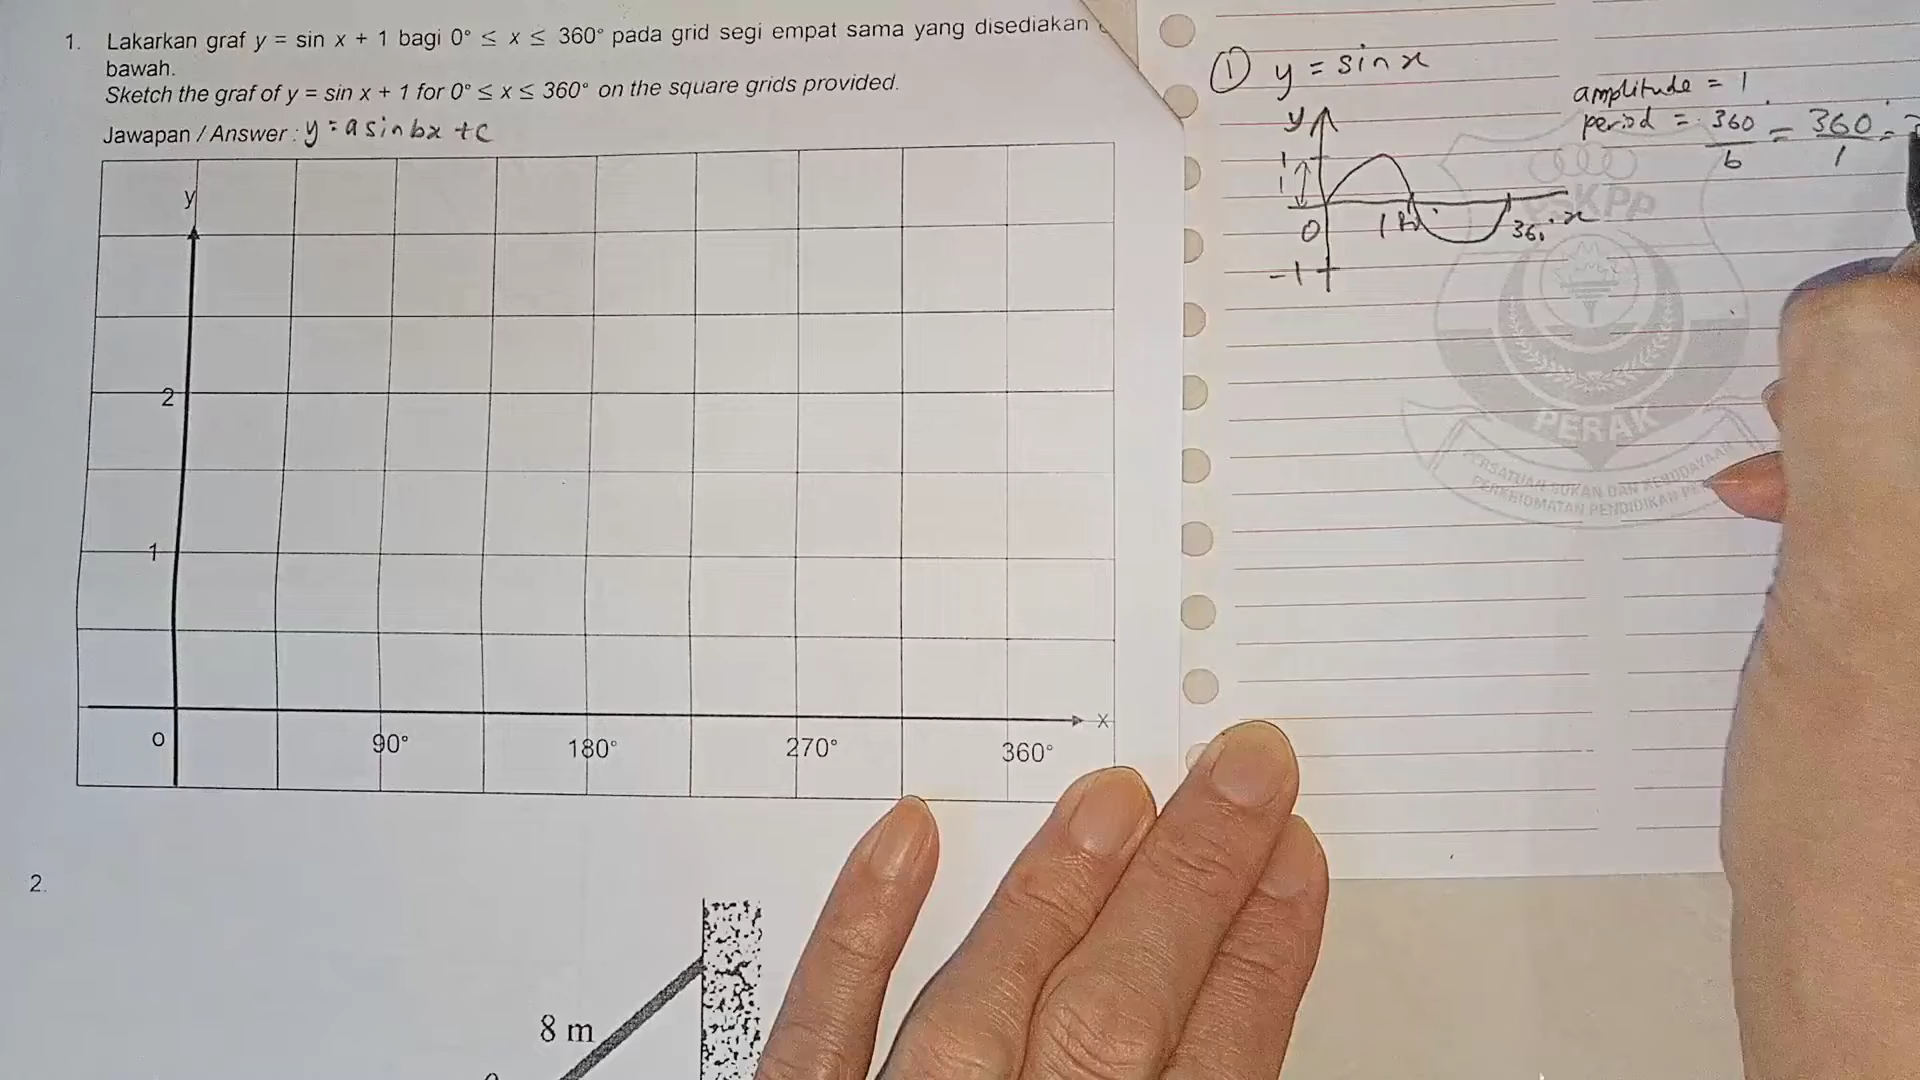 1. Lakarkan graf y = sin x + 1 bagi 0° ≤ x ≤ 360° pada grid segi empat sama yang disediakan
bawah.
Sketch the graf of y = sin x + 1 for 0° ≤ x ≤ 360° on the square grids provided.
Jawapan / Answer : y = a sin bx + c
y
2
1
O
90°
180°
270°
360°
x
2.
8 m
① y = sin x
amplitude = 1
period = 360° / b = 360° / 1 =
y
1
1
0
360°
x
-1
KPP
PERAK
PERSATUAN SUKAN DAN KEBUDAYAAN
PERKHIDMATAN PENDIDIKAN